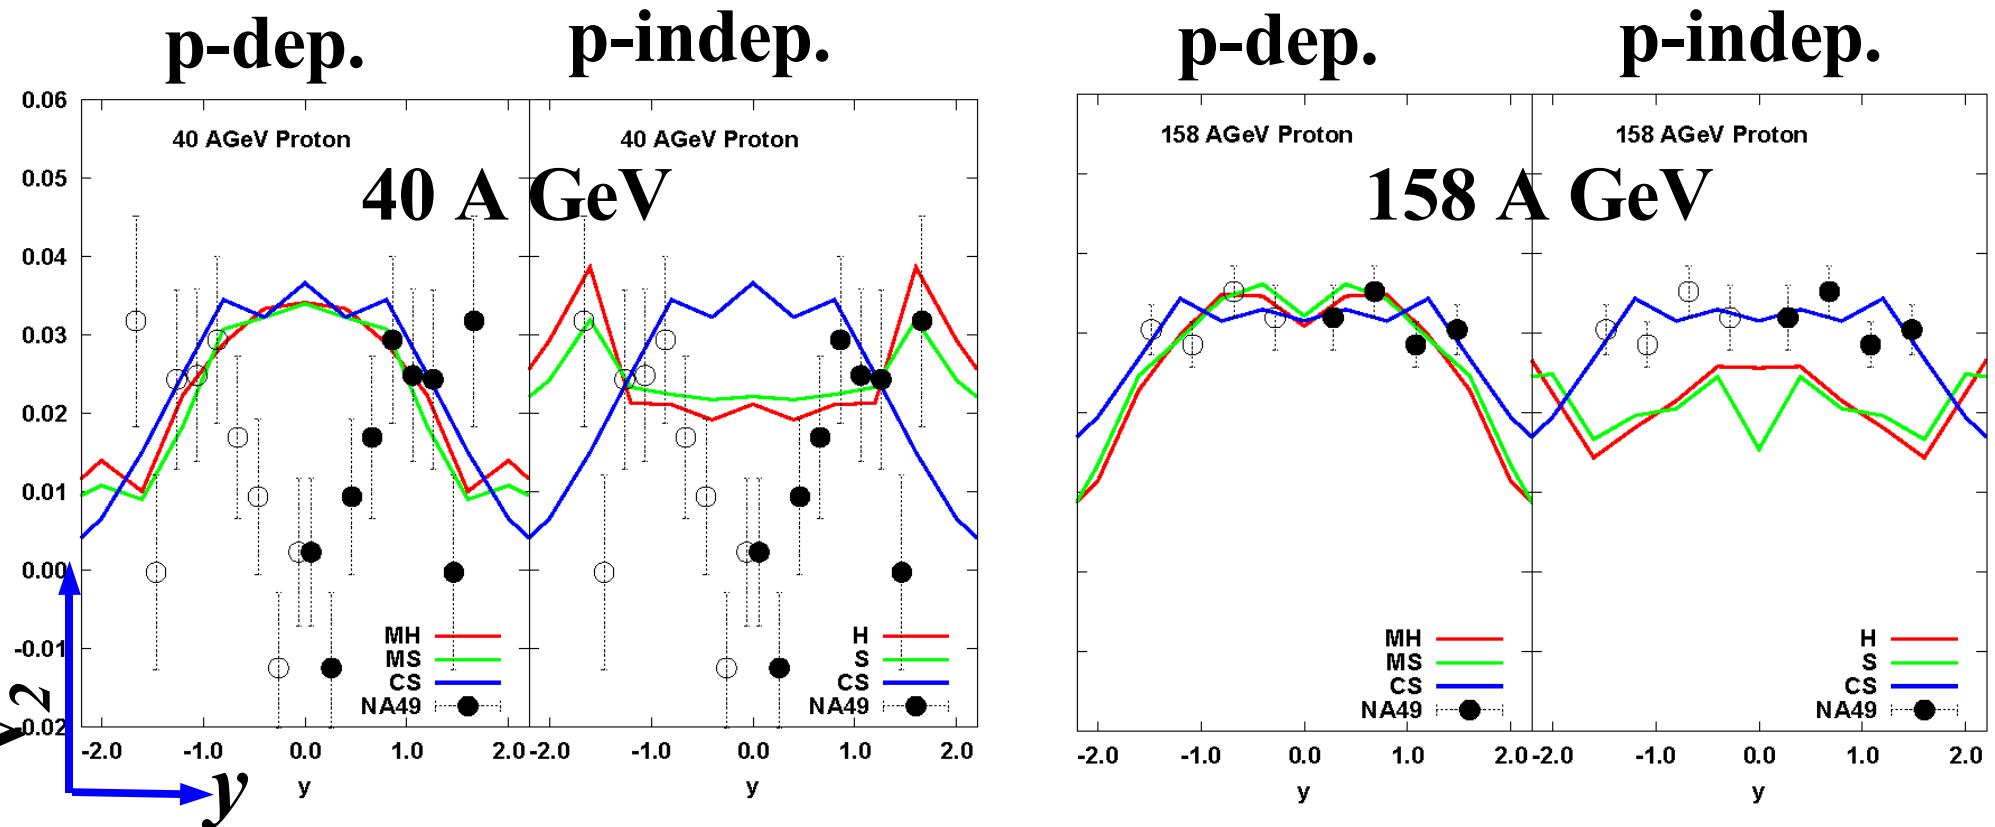 p-dep. p-indep. p-dep. p-indep.
40 AGeV Proton 40 AGeV Proton 158 AGeV Proton 158 AGeV Proton
40 A GeV 158 A GeV
0.06
0.05
0.04
0.03
0.02
0.01
0.00
-0.01
0.02
MH H MH H
MS S MS S
CS CS CS CS
NA49 NA49 NA49 NA49
-2.0 -1.0 0.0 1.0 2.0 -2.0 -1.0 0.0 1.0 2.0 -2.0 -1.0 0.0 1.0 2.0 -2.0 -1.0 0.0 1.0 2.0
y y y y
v2
y